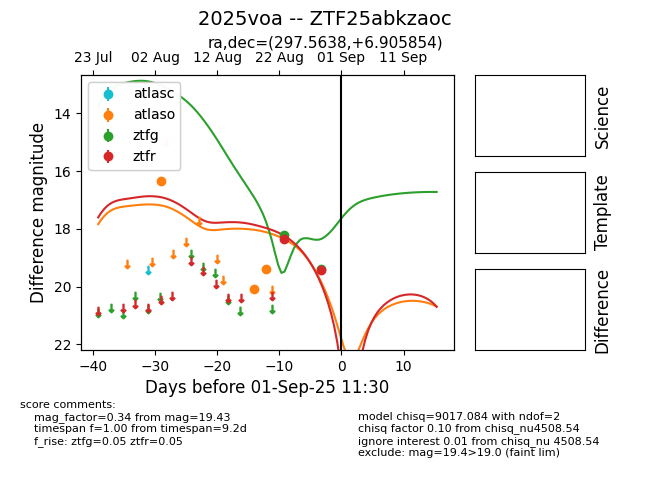 2025voa -- ZTF25abkzaoc
ra,dec=(297.5638,+6.905854)
23 Jul 02 Aug 12 Aug 22 Aug 01 Sep 11 Sep
atlasc
atlaso
ztfg
ztfr
14
16
18
20
22
Difference magnitude
−40 −30 −20 −10 0 10
Days before 01-Sep-25 11:30
Science
Template
Difference
score comments:
mag_factor=0.34 from mag=19.43
timespan f=1.00 from timespan=9.2d
f_rise: ztfg=0.05 ztfr=0.05
model chisq=9017.084 with ndof=2
chisq factor 0.10 from chisq_nu4508.54
ignore interest 0.01 from chisq_nu 4508.54
exclude: mag=19.4>19.0 (faint lim)